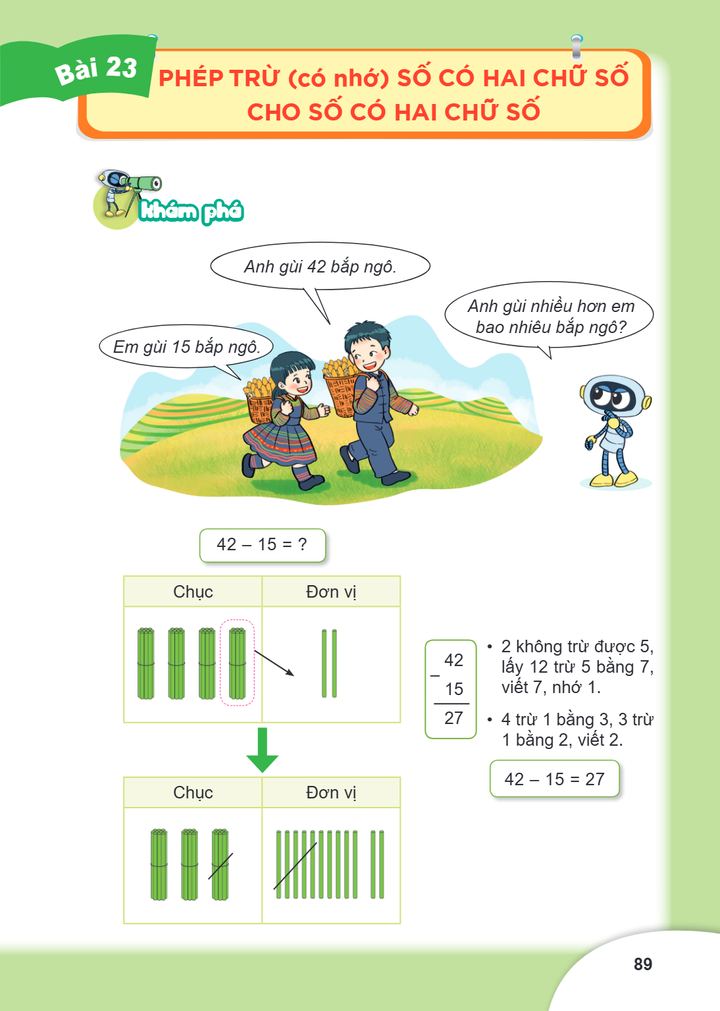 Bài 23
PHÉP TRỪ (có nhớ) SỐ CÓ HAI CHỮ SỐ
CHO SỐ CÓ HAI CHỮ SỐ
khám phá
Anh gùi 42 bắp ngô.
Anh gùi nhiều hơn em
bao nhiêu bắp ngô?
Em gùi 15 bắp ngô.
42 – 15 = ?
Chục Đơn vị
42
–
15
27
• 2 không trừ được 5,
lấy 12 trừ 5 bằng 7,
viết 7, nhớ 1.
• 4 trừ 1 bằng 3, 3 trừ
1 bằng 2, viết 2.
42 – 15 = 27
Chục Đơn vị
89